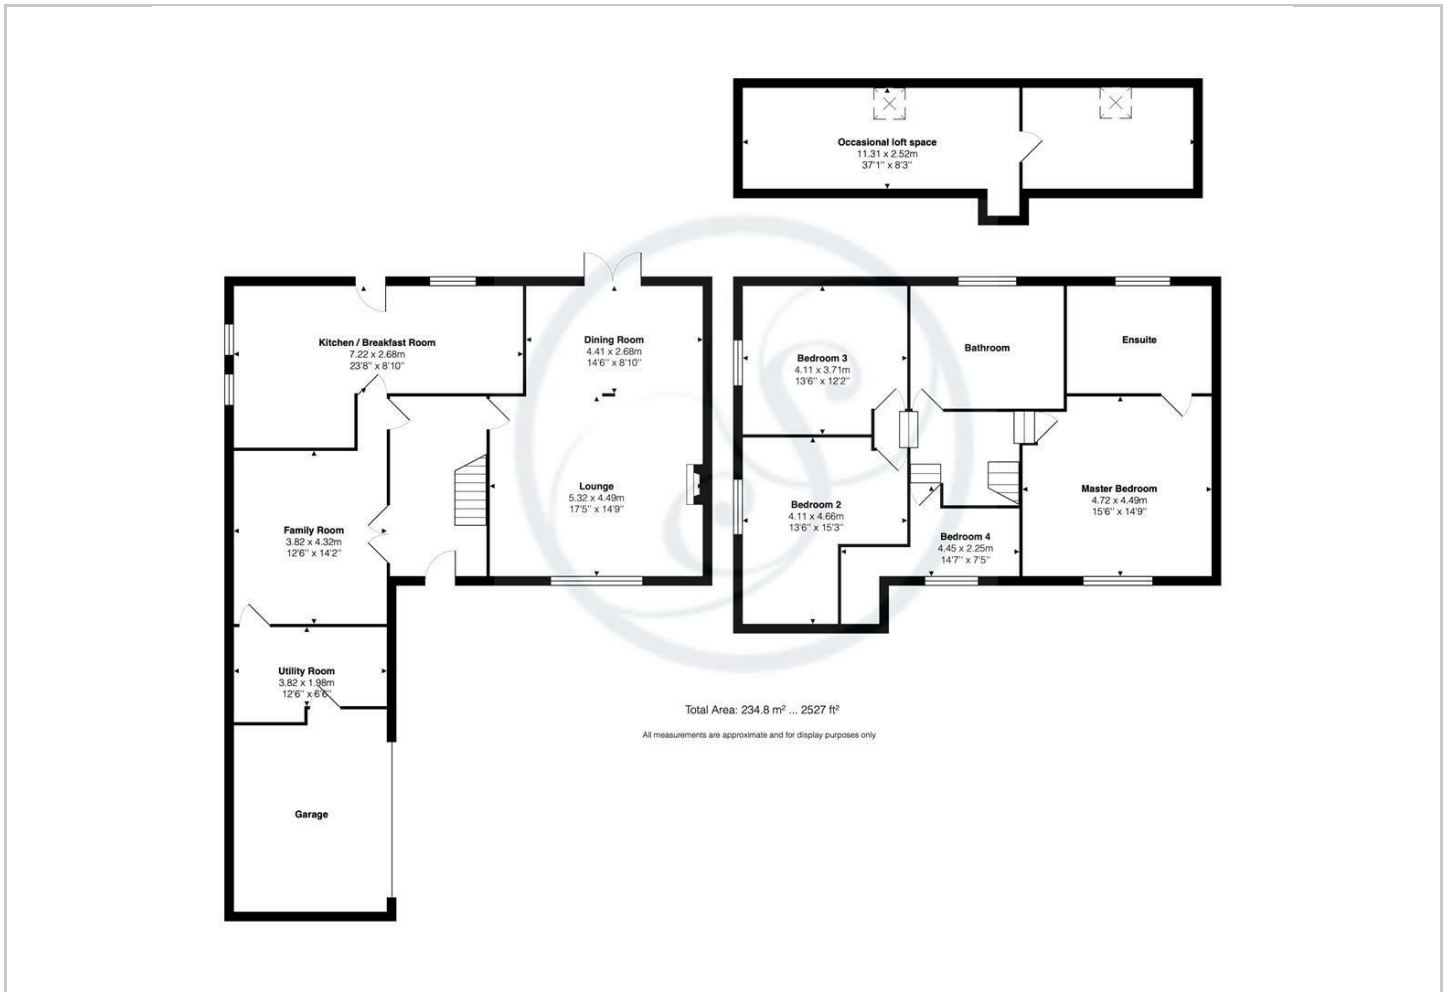 Occasional loft space
11.31 x 2.52m
37'1'' x 8'3''
Kitchen / Breakfast Room
7.22 x 2.68m
23'8'' x 8'10''
Dining Room
4.41 x 2.68m
14'6'' x 8'10''
Lounge
5.32 x 4.49m
17'5'' x 14'9''
Family Room
3.82 x 4.32m
12'6'' x 14'2''
Utility Room
3.82 x 1.98m
12'6'' x 6'6''
Garage
Bedroom 3
4.11 x 3.71m
13'6'' x 12'2''
Bathroom
Ensuite
Bedroom 2
4.11 x 4.66m
13'6'' x 15'3''
Master Bedroom
4.72 x 4.49m
15'6'' x 14'9''
Bedroom 4
4.45 x 2.25m
14'7'' x 7'5''
Total Area: 234.8 m² ... 2527 ft²
All measurements are approximate and for display purposes only